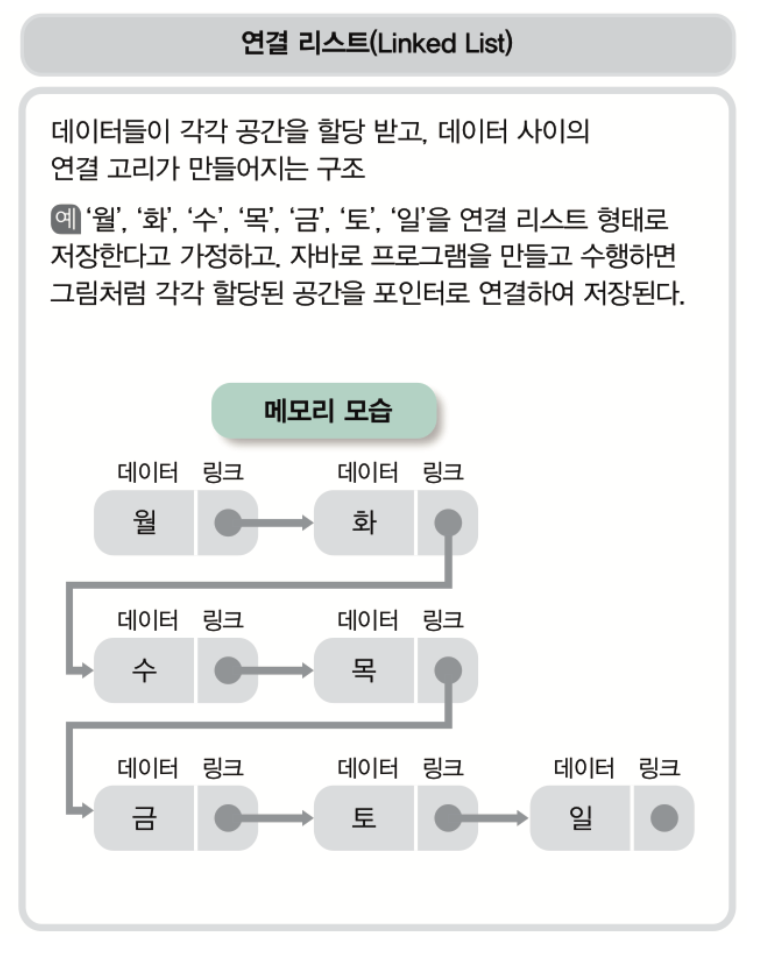 연결 리스트(Linked List)
데이터들이 각각 공간을 할당 받고, 데이터 사이의
연결 고리가 만들어지는 구조
예 ‘월’, ‘화’, ‘수’, ‘목’, ‘금’, ‘토’, ‘일’을 연결 리스트 형태로
저장한다고 가정하고. 자바로 프로그램을 만들고 수행하면
그림처럼 각각 할당된 공간을 포인터로 연결하여 저장된다.
메모리 모습
데이터 링크 데이터 링크
월 화
데이터 링크 데이터 링크
수 목
데이터 링크 데이터 링크 데이터 링크
금 토 일